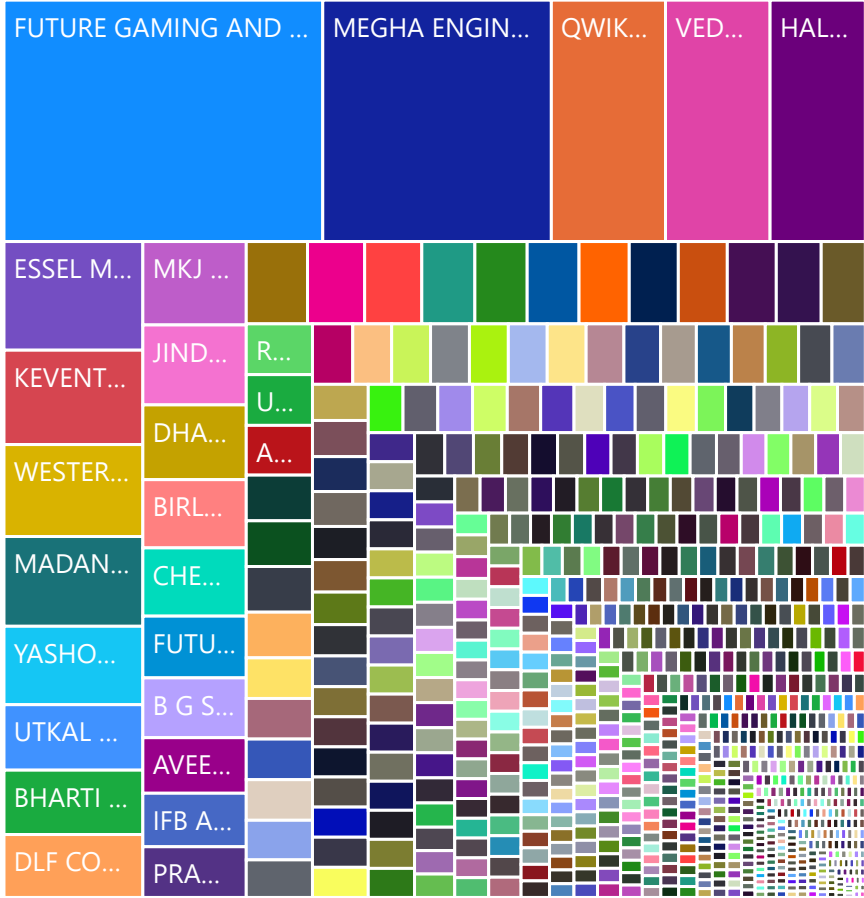 FUTURE GAMING AND ...
MEGHA ENGIN...
QWIK...
VED...
HAL...
ESSEL M...
KEVENT...
WESTER...
MADAN...
YASHO...
UTKAL ...
BHARTI ...
DLF CO...
MKJ ...
JIND...
DHA...
BIRL...
CHE...
FUTU...
B G S...
AVEE...
IFB A...
PRA...
R...
U...
A...